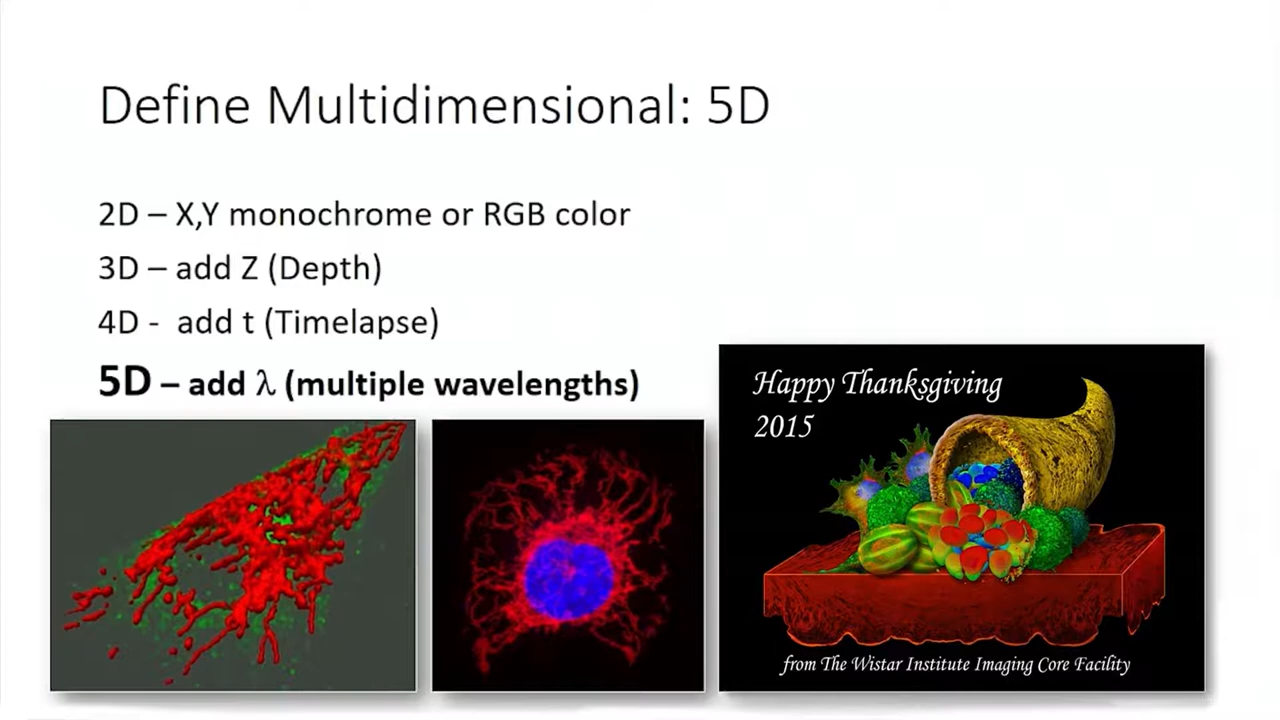 Define Multidimensional: 5D
2D – X,Y monochrome or RGB color
3D – add Z (Depth)
4D -  add t (Timelapse)
5D – add λ (multiple wavelengths)
Happy Thanksgiving
2015
from The Wistar Institute Imaging Core Facility